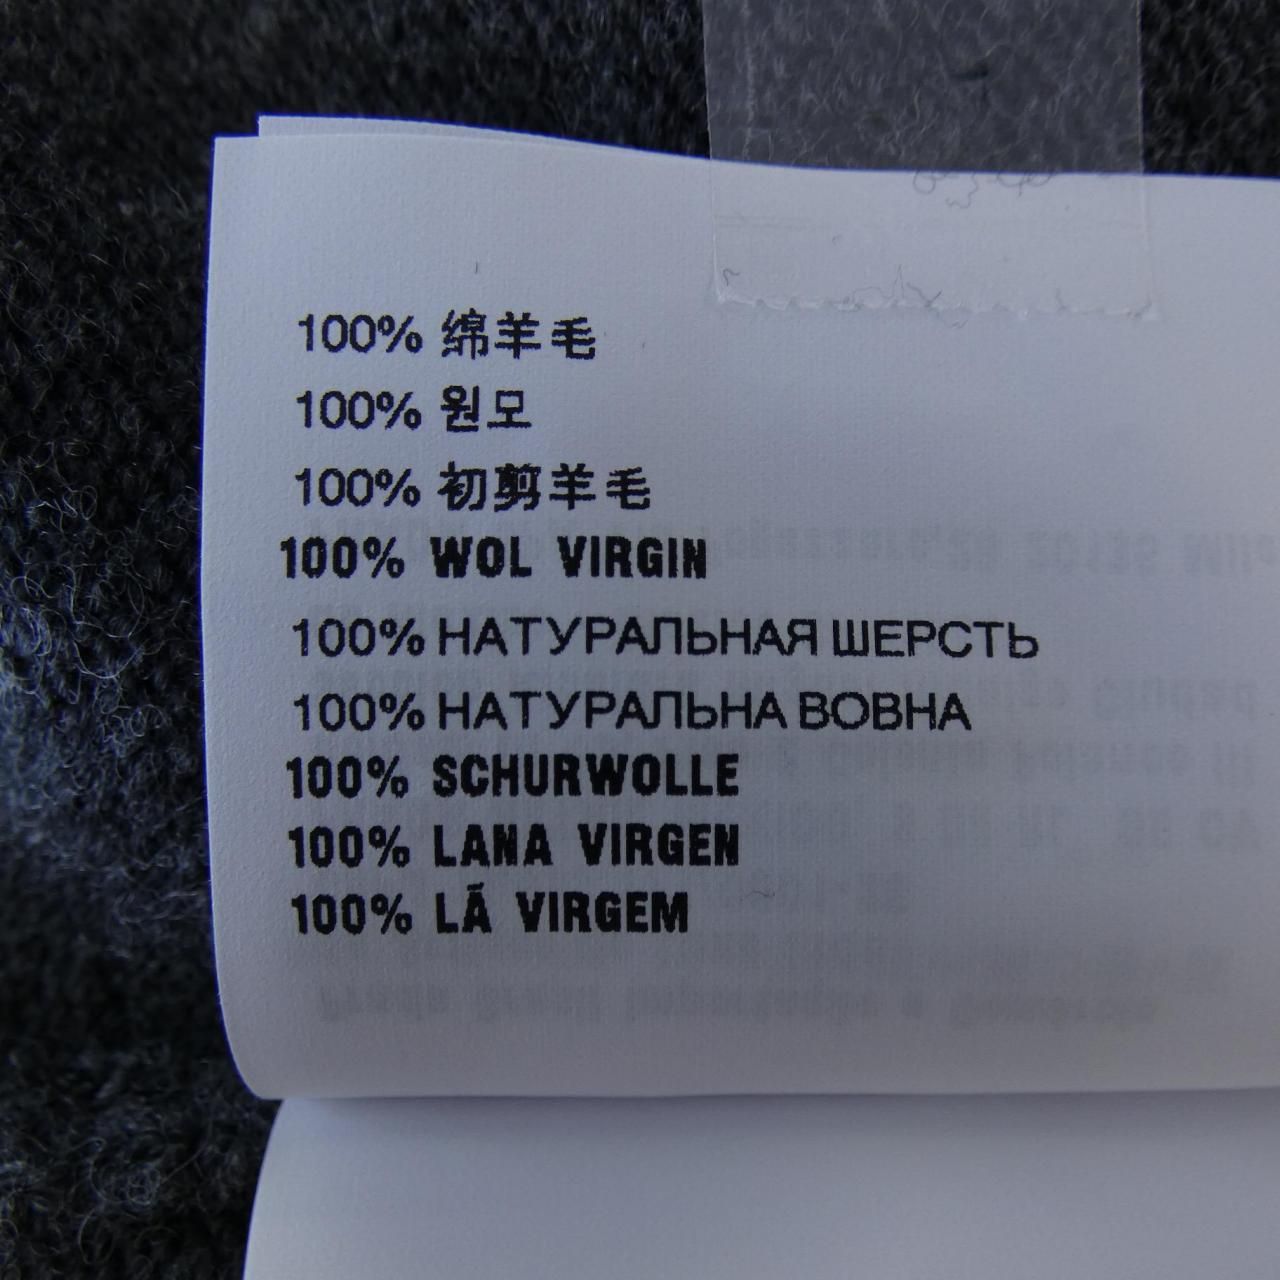 100% 绵羊毛
100% 원모
100% 初剪羊毛
100% WOL VIRGIN
100% НАТУРАЛЬНАЯ ШЕРСТЬ
100% НАТУРАЛЬНА ВОВНА
100% SCHURWOLLE
100% LANA VIRGEN
100% LÃ VIRGEM